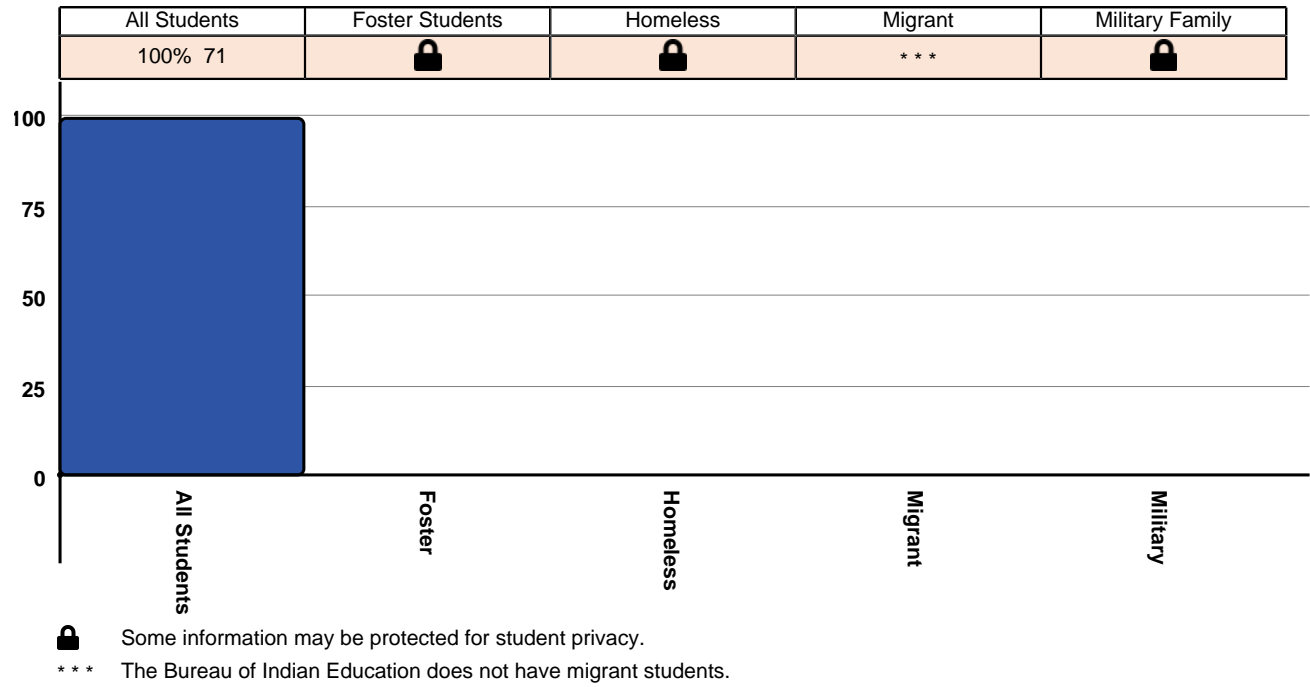 All Students Foster Students Homeless Migrant Military Family
100% 71 * * *
100
75
50
25
0
All Students Foster Homeless Migrant Military
Some information may be protected for student privacy.
* * * The Bureau of Indian Education does not have migrant students.